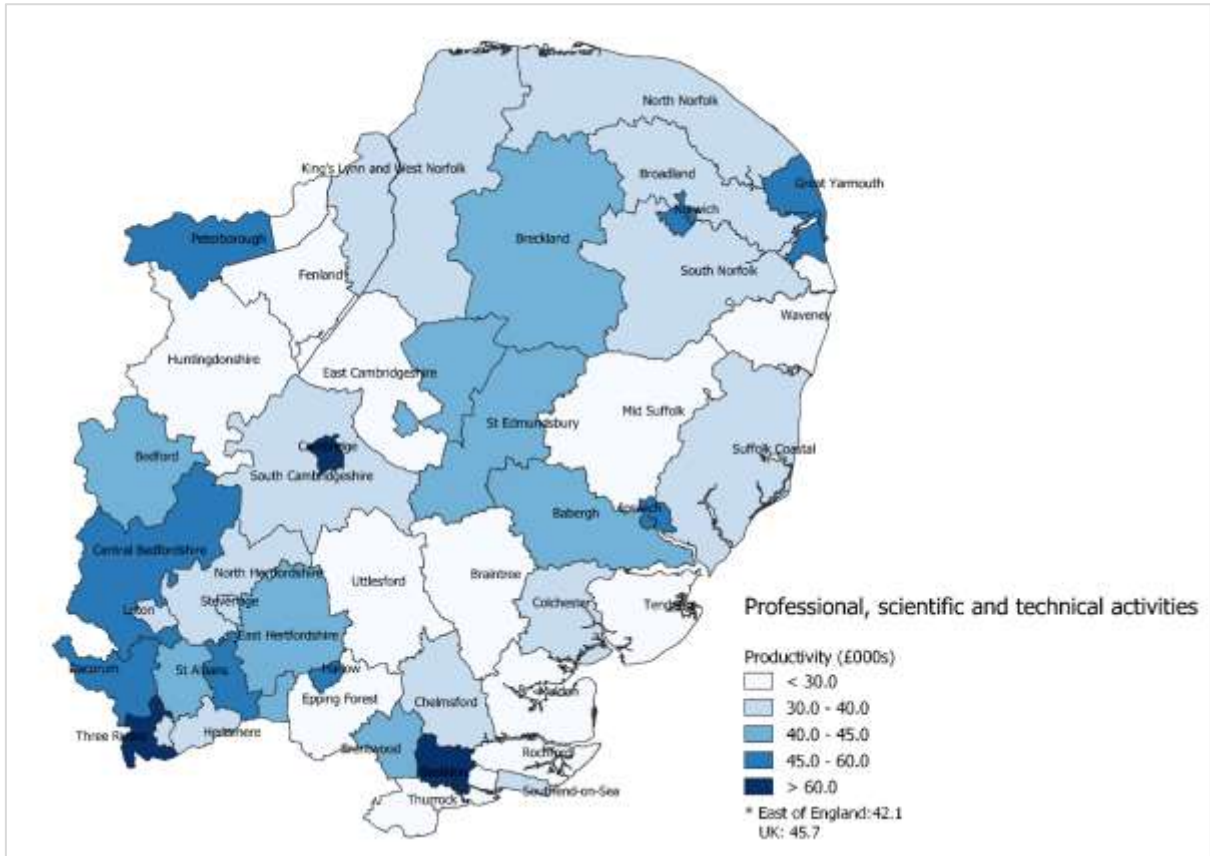 North Norfolk
King's Lynn and West Norfolk
Broadland
Great Yarmouth
Norwich
Peterborough
Breckland
Fenland
South Norfolk
Waveney
Huntingdonshire
East Cambridgeshire
Mid Suffolk
St Edmundsbury
Cambridge
Suffolk Coastal
Bedford
South Cambridgeshire
Babergh
Ipswich
Central Bedfordshire
North Hertfordshire
Uttlesford
Braintree
Stevenage
Colchester
Tendring
Luton
East Hertfordshire
Dacorum
St Albans
Harlow
Epping Forest
Chelmsford
Maldon
Three Rivers
Hertsmere
Brentwood
Rochford
Basildon
Southend-on-Sea
Thurrock
Professional, scientific and technical activities
Productivity (£000s)
< 30.0
30.0 - 40.0
40.0 - 45.0
45.0 - 60.0
> 60.0
* East of England:42.1
UK: 45.7